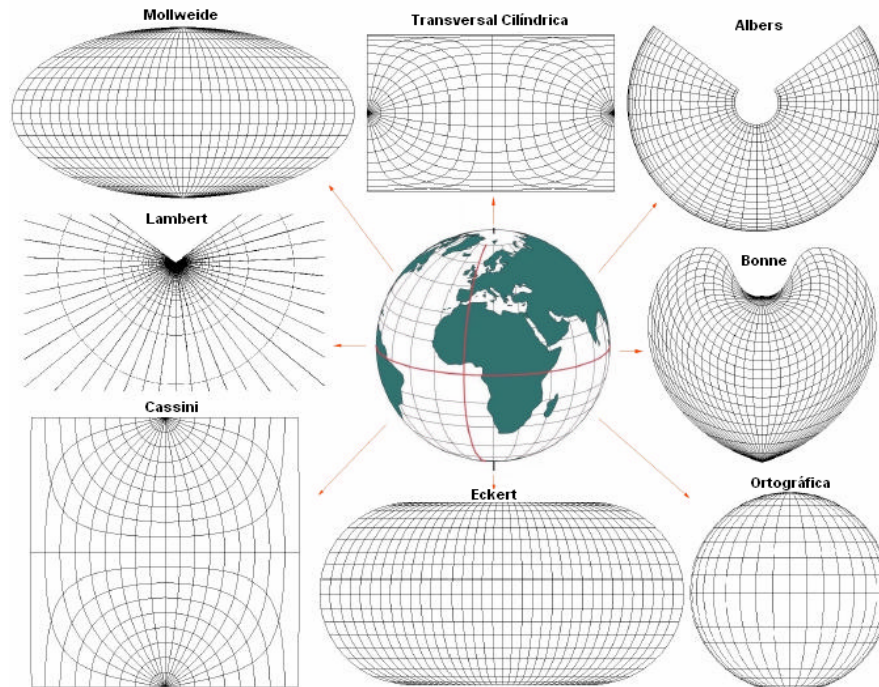 Mollweide
Transversal Cilíndrica
Albers
Lambert
Bonne
Cassini
Eckert
Ortográfica